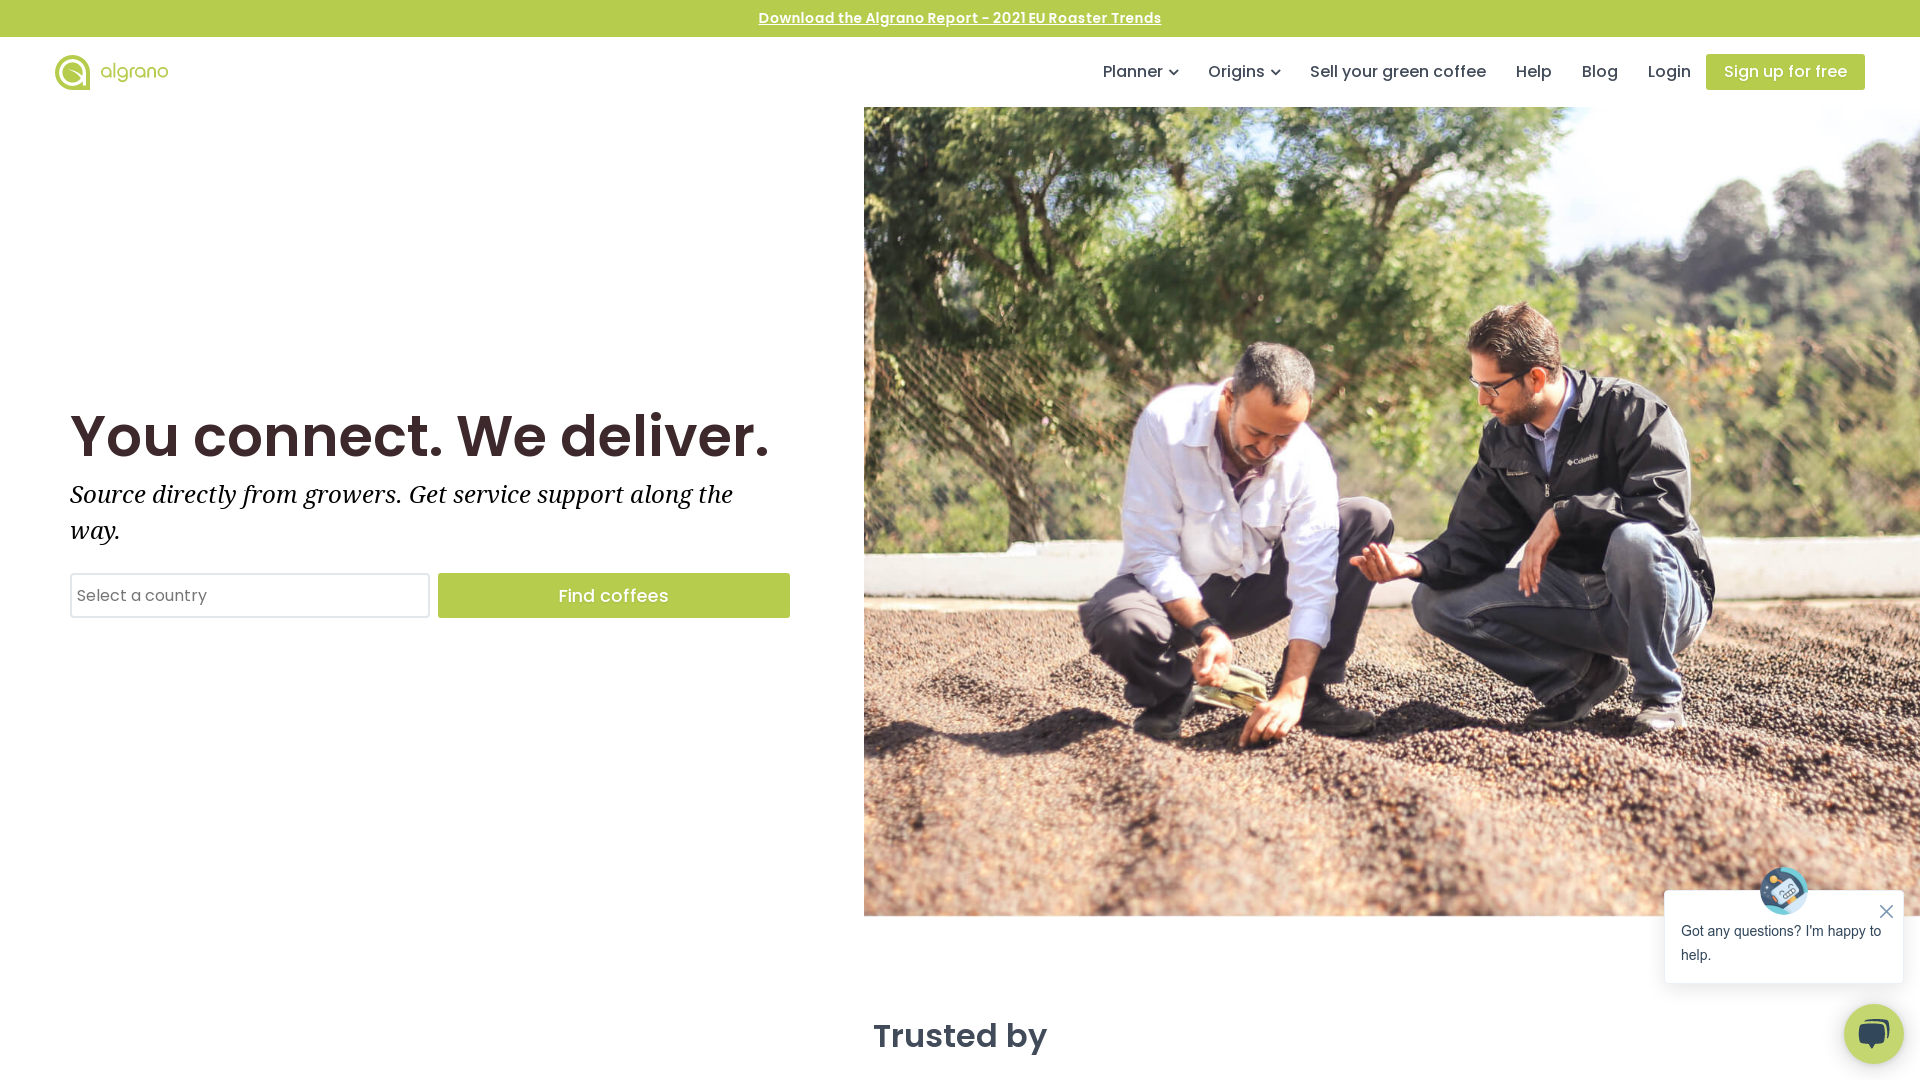 Download the Algrano Report - 2021 EU Roaster Trends
algrano
Planner
Origins
Sell your green coffee
Help
Blog
Login
Sign up for free
You connect. We deliver.
Source directly from growers. Get service support along the
way.
Select a country
Find coffees
Columbia
Got any questions? I'm happy to
help.
Trusted by